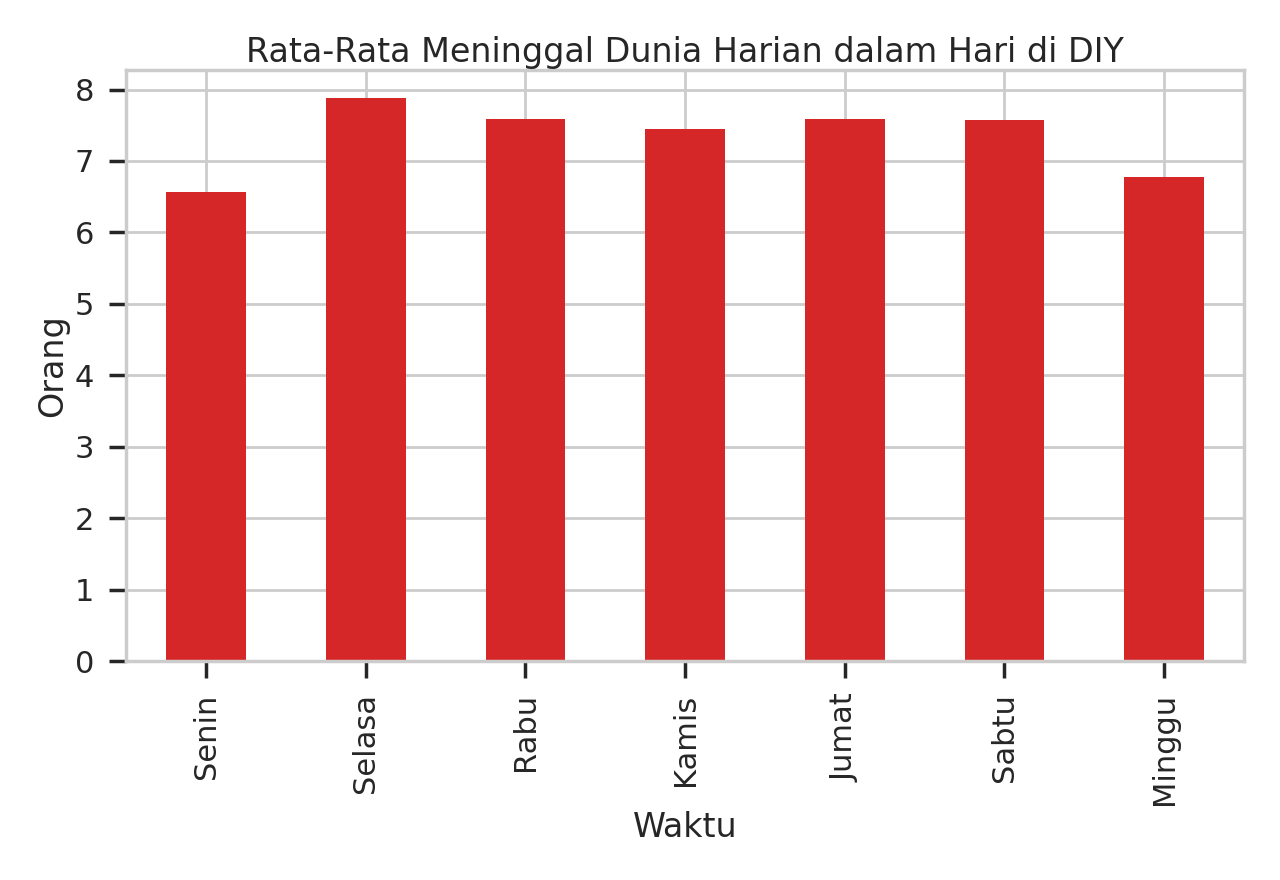 Rata-Rata Meninggal Dunia Harian dalam Hari di DIY
8
7
6
5
4
3
2
1
0
Orang
Senin
Selasa
Rabu
Kamis
Jumat
Sabtu
Minggu
Waktu